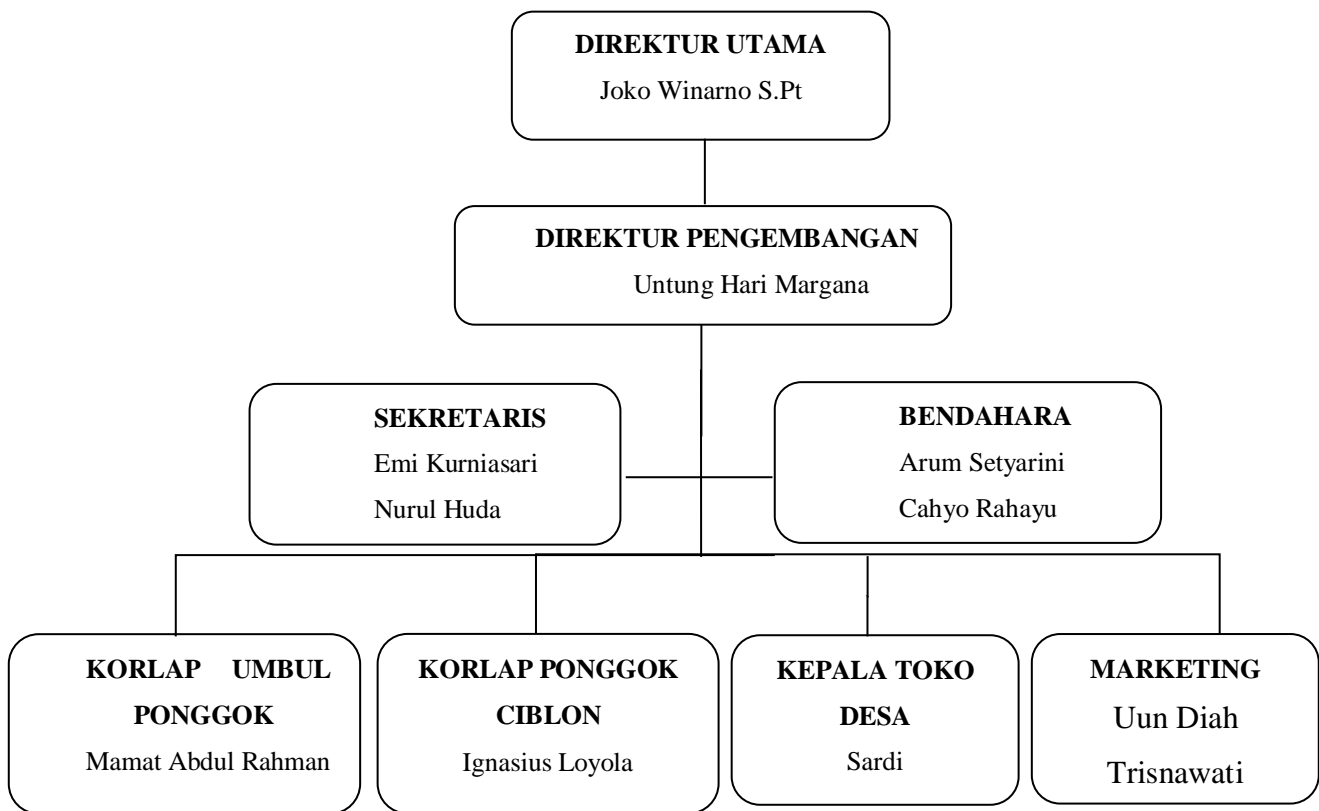 DIREKTUR UTAMA
Joko Winarno S.Pt
DIREKTUR PENGEMBANGAN
Untung Hari Margana
SEKRETARIS
Emi Kurniasari
Nurul Huda
BENDAHARA
Arum Setyarini
Cahyo Rahayu
KORLAP UMBUL
PONGGOK
Mamat Abdul Rahman
KORLAP PONGGOK
CIBLON
Ignasius Loyola
KEPALA TOKO
DESA
Sardi
MARKETING
Uun Diah
Trisnawati